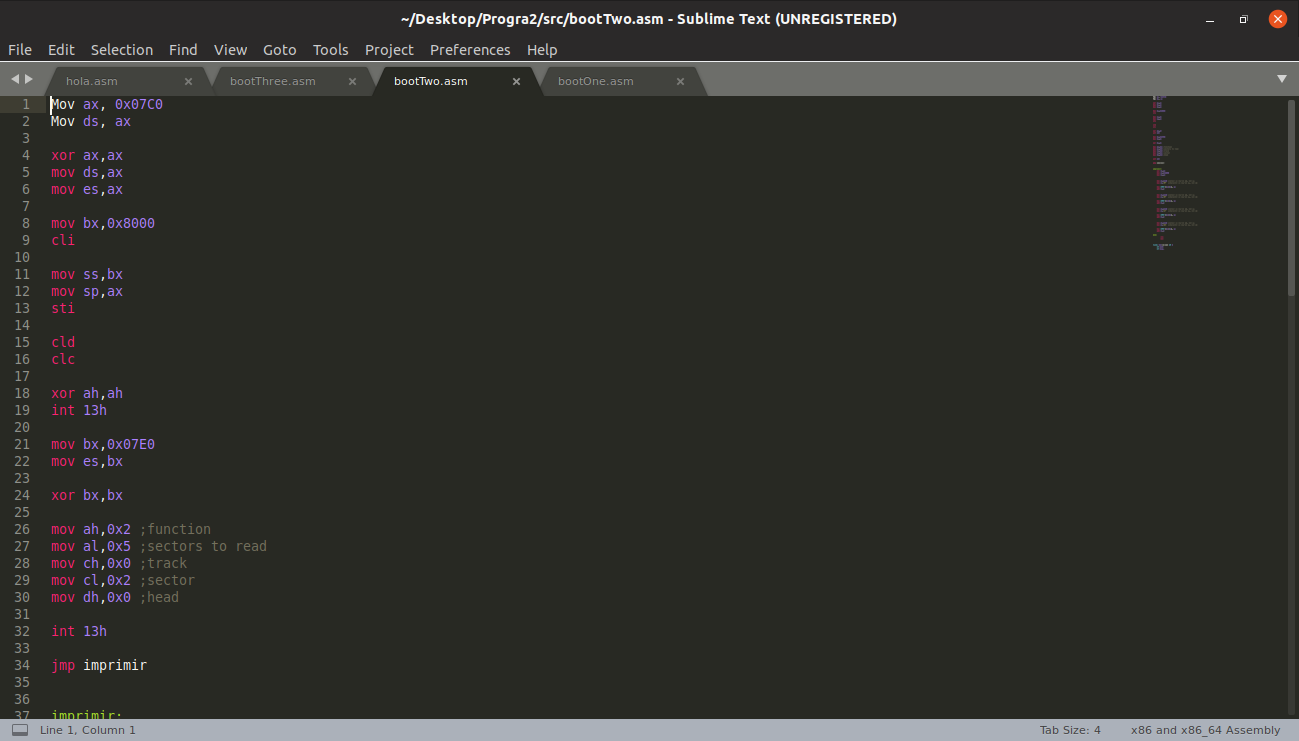 ~/Desktop/Progra2/src/bootTwo.asm - Sublime Text (UNREGISTERED)
File Edit Selection Find View Goto Tools Project Preferences Help
hola.asm bootThree.asm bootTwo.asm bootOne.asm
1 Mov ax, 0x07C0
2 Mov ds, ax
3
4 xor ax,ax
5 mov ds,ax
6 mov es,ax
7
8 mov bx,0x8000
9 cli
10
11 mov ss,bx
12 mov sp,ax
13 sti
14
15 cld
16 clc
17
18 xor ah,ah
19 int 13h
20
21 mov bx,0x07E0
22 mov es,bx
23
24 xor bx,bx
25
26 mov ah,0x2 ;function
27 mov al,0x5 ;sectors to read
28 mov ch,0x0 ;track
29 mov cl,0x2 ;sector
30 mov dh,0x0 ;head
31
32 int 13h
33
34 jmp imprimir
35
36
37 imprimir:
Line 1, Column 1 Tab Size: 4 x86 and x86_64 Assembly